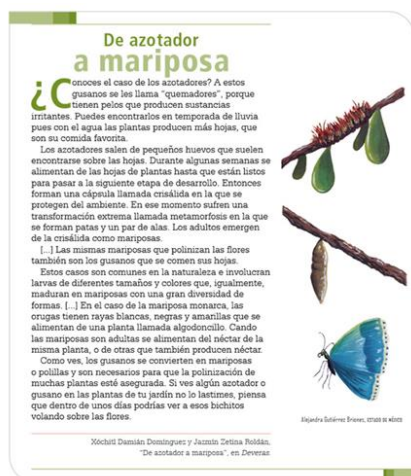 De azotador
a mariposa
¿Conoces el caso de los azotadores? A estos
gusanos se les llama "quemadores", porque
tienen pelos que producen sustancias
irritantes. Puedes encontrarlos en temporada de lluvia
pues con el agua las plantas producen más hojas, que
son su comida favorita.
Los azotadores salen de pequeños huevos que suelen
encontrarse sobre las hojas. Durante algunas semanas se
alimentan de las hojas de plantas hasta que están listos
para pasar a la siguiente etapa de desarrollo. Entonces
forman una cápsula llamada crisálida en la que se
protegen del ambiente. En ese momento sufren una
transformación extrema llamada metamorfosis en la que
se forman patas y un par de alas. Los adultos emergen
de la crisálida como mariposas.
[...] Las mismas mariposas que polinizan las flores
también son los gusanos que se comen sus hojas.
Estos casos son comunes en la naturaleza e involucran
larvas de diferentes tamaños y colores que, igualmente,
maduran en mariposas con una gran diversidad de
formas. [...] En el caso de la mariposa monarca, las
orugas tienen rayas blancas, negras y amarillas que se
alimentan de una planta llamada algodoncillo. Cando
las mariposas son adultas se alimentan del néctar de la
misma planta, o de otras que también producen néctar.
Como ves, los gusanos se convierten en mariposas
o polillas y son necesarios para que la polinización de
muchas plantas esté asegurada. Si ves algún azotador o
gusano en las plantas de tu jardín no lo lastimes, piensa
que dentro de unos días podrías ver a esos bichitos
volando sobre las flores.
Xóchitl Damián Domínguez y Jazmín Zetina Roldán,
"De azotador a mariposa", en Deveras.
Alejandra Gutiérrez Briones, ESTADO DE MÉXICO